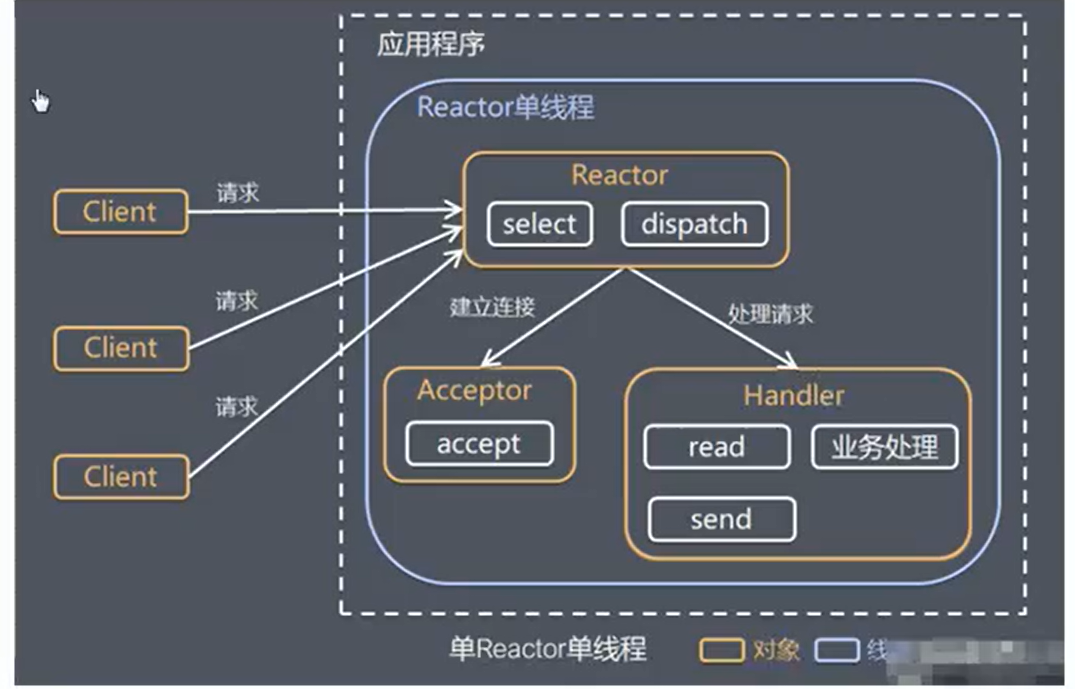 应用程序
Reactor单线程
Reactor
select
dispatch
Client
请求
Client
请求
Client
请求
建立连接
处理请求
Acceptor
accept
Handler
read
业务处理
send
单Reactor单线程
对象
线